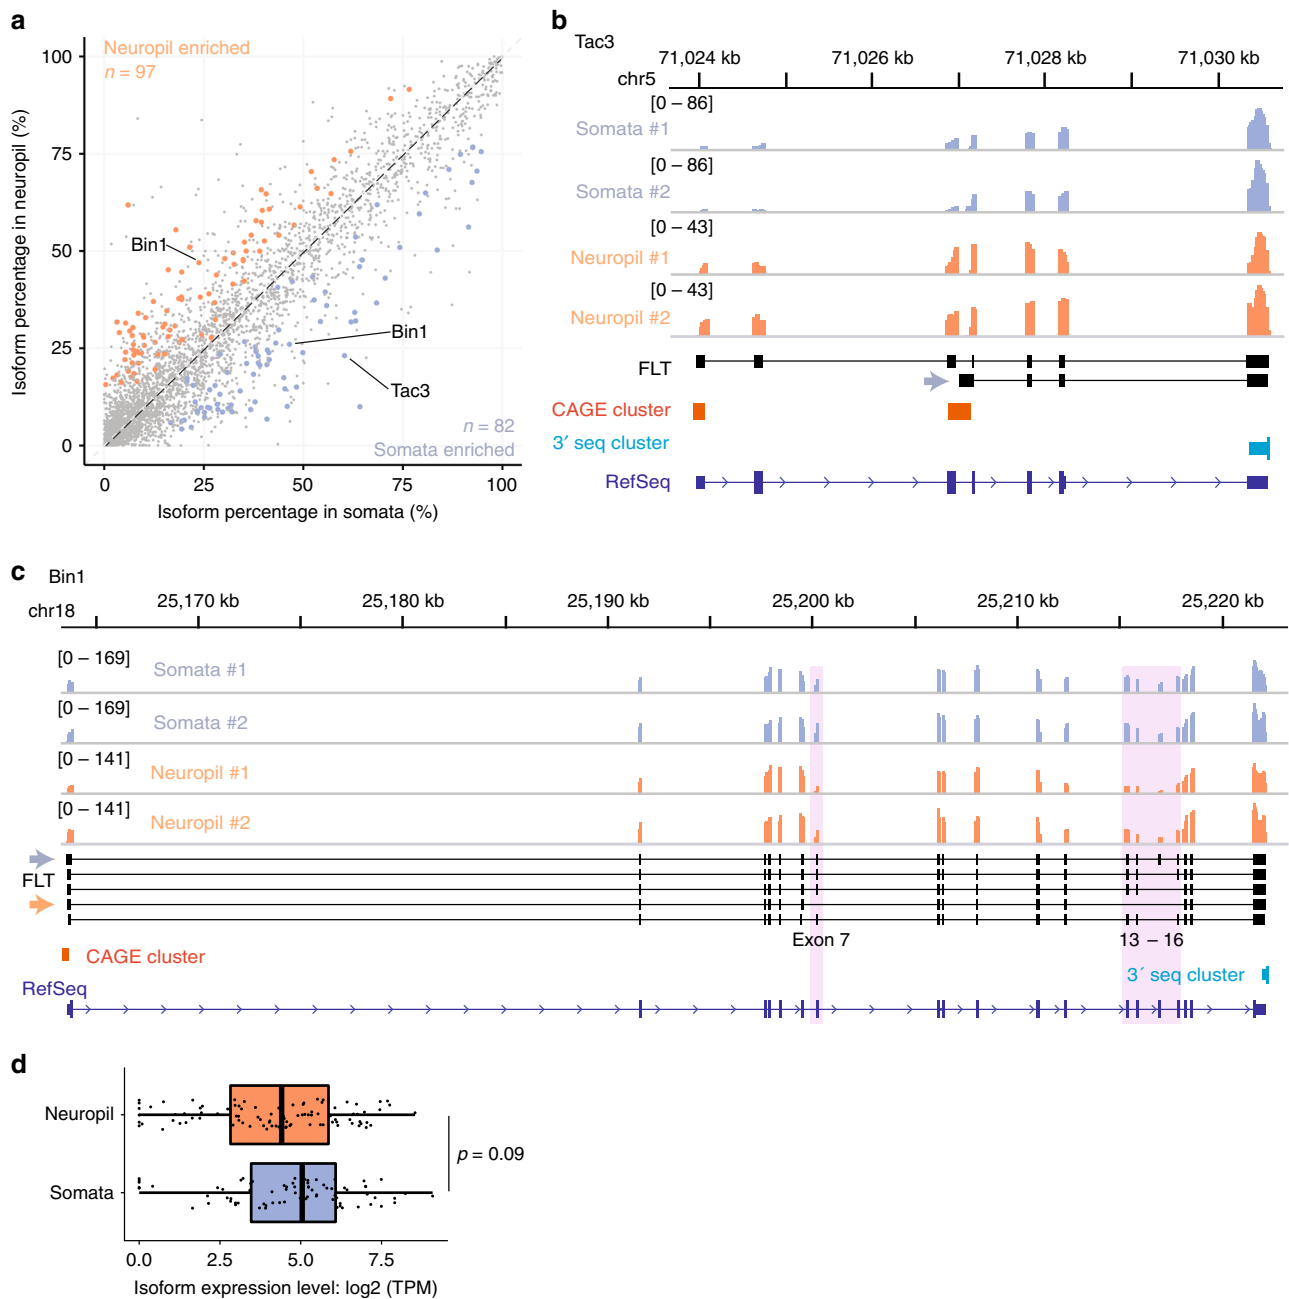 a
Neuropil enriched
n = 97
100
75
50
25
0
Isoform percentage in neuropil (%)
Bin1
Bin1
Tac3
n = 82
Somata enriched
0 25 50 75 100
Isoform percentage in somata (%)
b
Tac3
71,024 kb 71,026 kb 71,028 kb 71,030 kb
chr5
[0 – 86]
Somata #1
[0 – 86]
Somata #2
[0 – 43]
Neuropil #1
[0 – 43]
Neuropil #2
FLT
CAGE cluster
3′ seq cluster
RefSeq
c
Bin1
chr18
25,170 kb 25,180 kb 25,190 kb 25,200 kb 25,210 kb 25,220 kb
[0 – 169]
Somata #1
[0 – 169]
Somata #2
[0 – 141]
Neuropil #1
[0 – 141]
Neuropil #2
FLT
Exon 7 13 – 16
CAGE cluster
3′ seq cluster
RefSeq
d
Neuropil
Somata
p = 0.09
0.0 2.5 5.0 7.5
Isoform expression level: log2 (TPM)